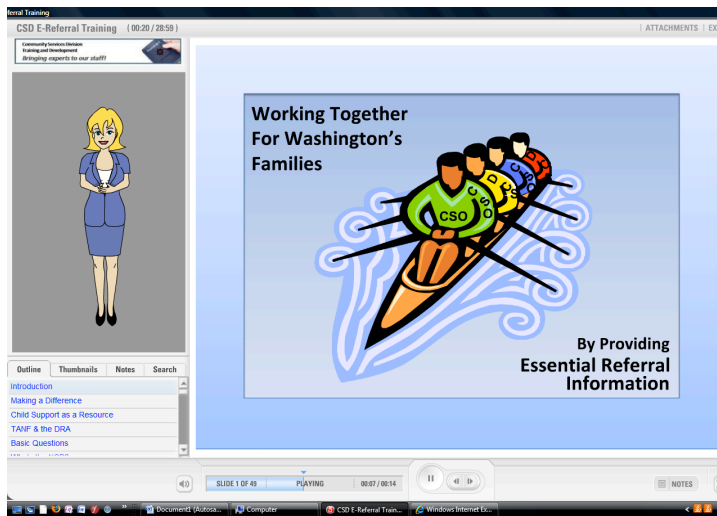 ferral Training
CSD E-Referral Training ( 00:20 / 28:59 )
ATTACHMENTS
EX
Community Services Division
Training and Development
Bringing experts to our staff!
Working Together
For Washington's
Families
CSO
CSO
D
C
S
D
By Providing
Essential Referral
Information
Outline Thumbnails Notes Search
Introduction
Making a Difference
Child Support as a Resource
TANF & the DRA
Basic Questions
SLIDE 1 OF 49 PLAYING 00:07 / 00:14
NOTES
Document1 (Autosa... Computer CSD E-Referral Train... Windows Internet Ex...